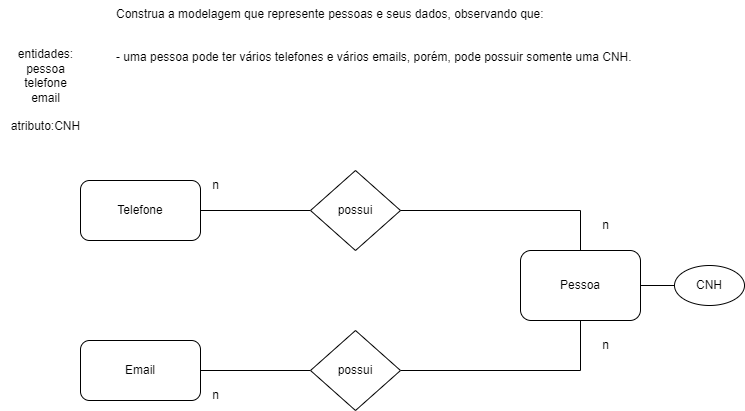 Construa a modelagem que represente pessoas e seus dados, observando que:
- uma pessoa pode ter vários telefones e vários emails, porém, pode possuir somente uma CNH.
entidades:
pessoa
telefone
email
atributo:CNH
n
Telefone
possui
n
Pessoa
CNH
n
Email
possui
n